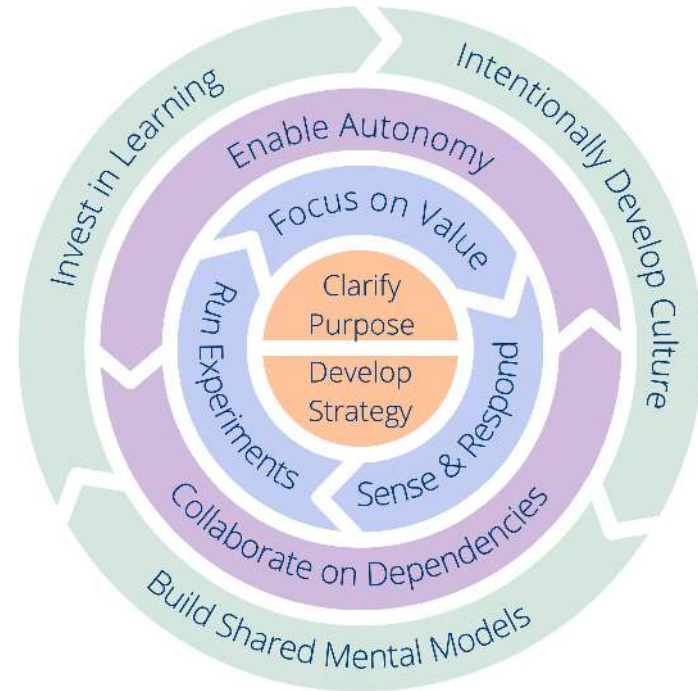 Invest in Learning
Intentionally Develop Culture
Build Shared Mental Models
Enable Autonomy
Collaborate on Dependencies
Focus on Value
Sense & Respond
Run Experiments
Clarify
Purpose
Develop
Strategy